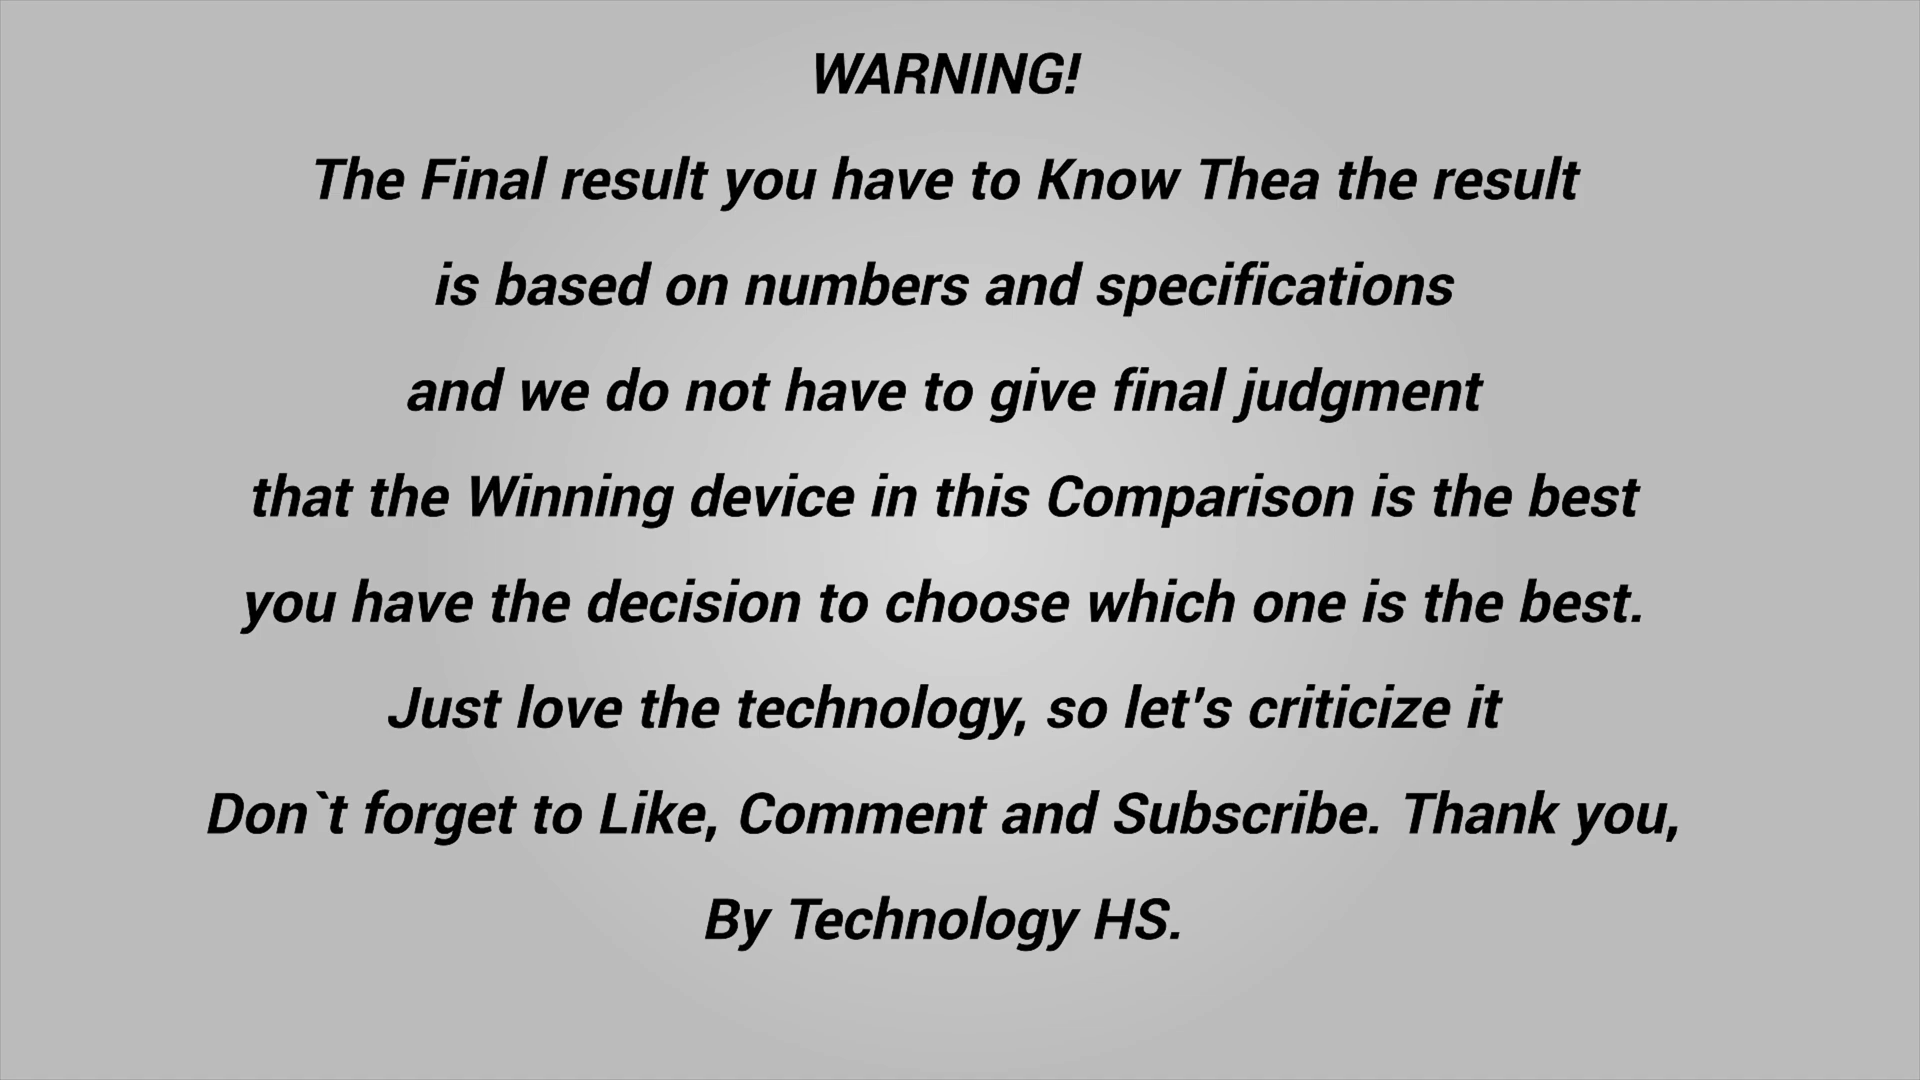 WARNING!
The Final result you have to Know Thea the result
is based on numbers and specifications
and we do not have to give final judgment
that the Winning device in this Comparison is the best
you have the decision to choose which one is the best.
Just love the technology, so let's criticize it
Don`t forget to Like, Comment and Subscribe. Thank you,
By Technology HS.